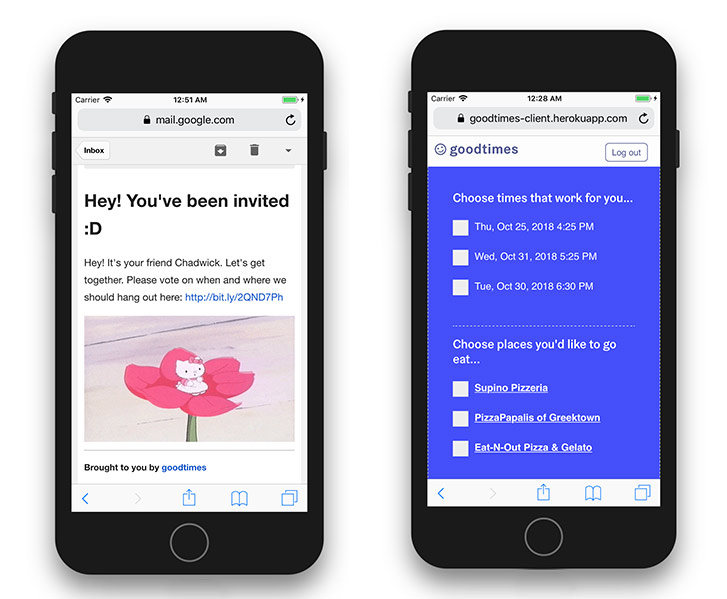 Carrier 12:51 AM
mail.google.com
Inbox
Hey! You've been invited
:D
Hey! It's your friend Chadwick. Let's get
together. Please vote on when and where we
should hang out here: http://bit.ly/2QND7Ph
Brought to you by goodtimes
Carrier 12:28 AM
goodtimes-client.herokuapp.com
goodtimes
Log out
Choose times that work for you...
Thu, Oct 25, 2018 4:25 PM
Wed, Oct 31, 2018 5:25 PM
Tue, Oct 30, 2018 6:30 PM
Choose places you'd like to go
eat...
Supino Pizzeria
PizzaPapalis of Greektown
Eat-N-Out Pizza & Gelato